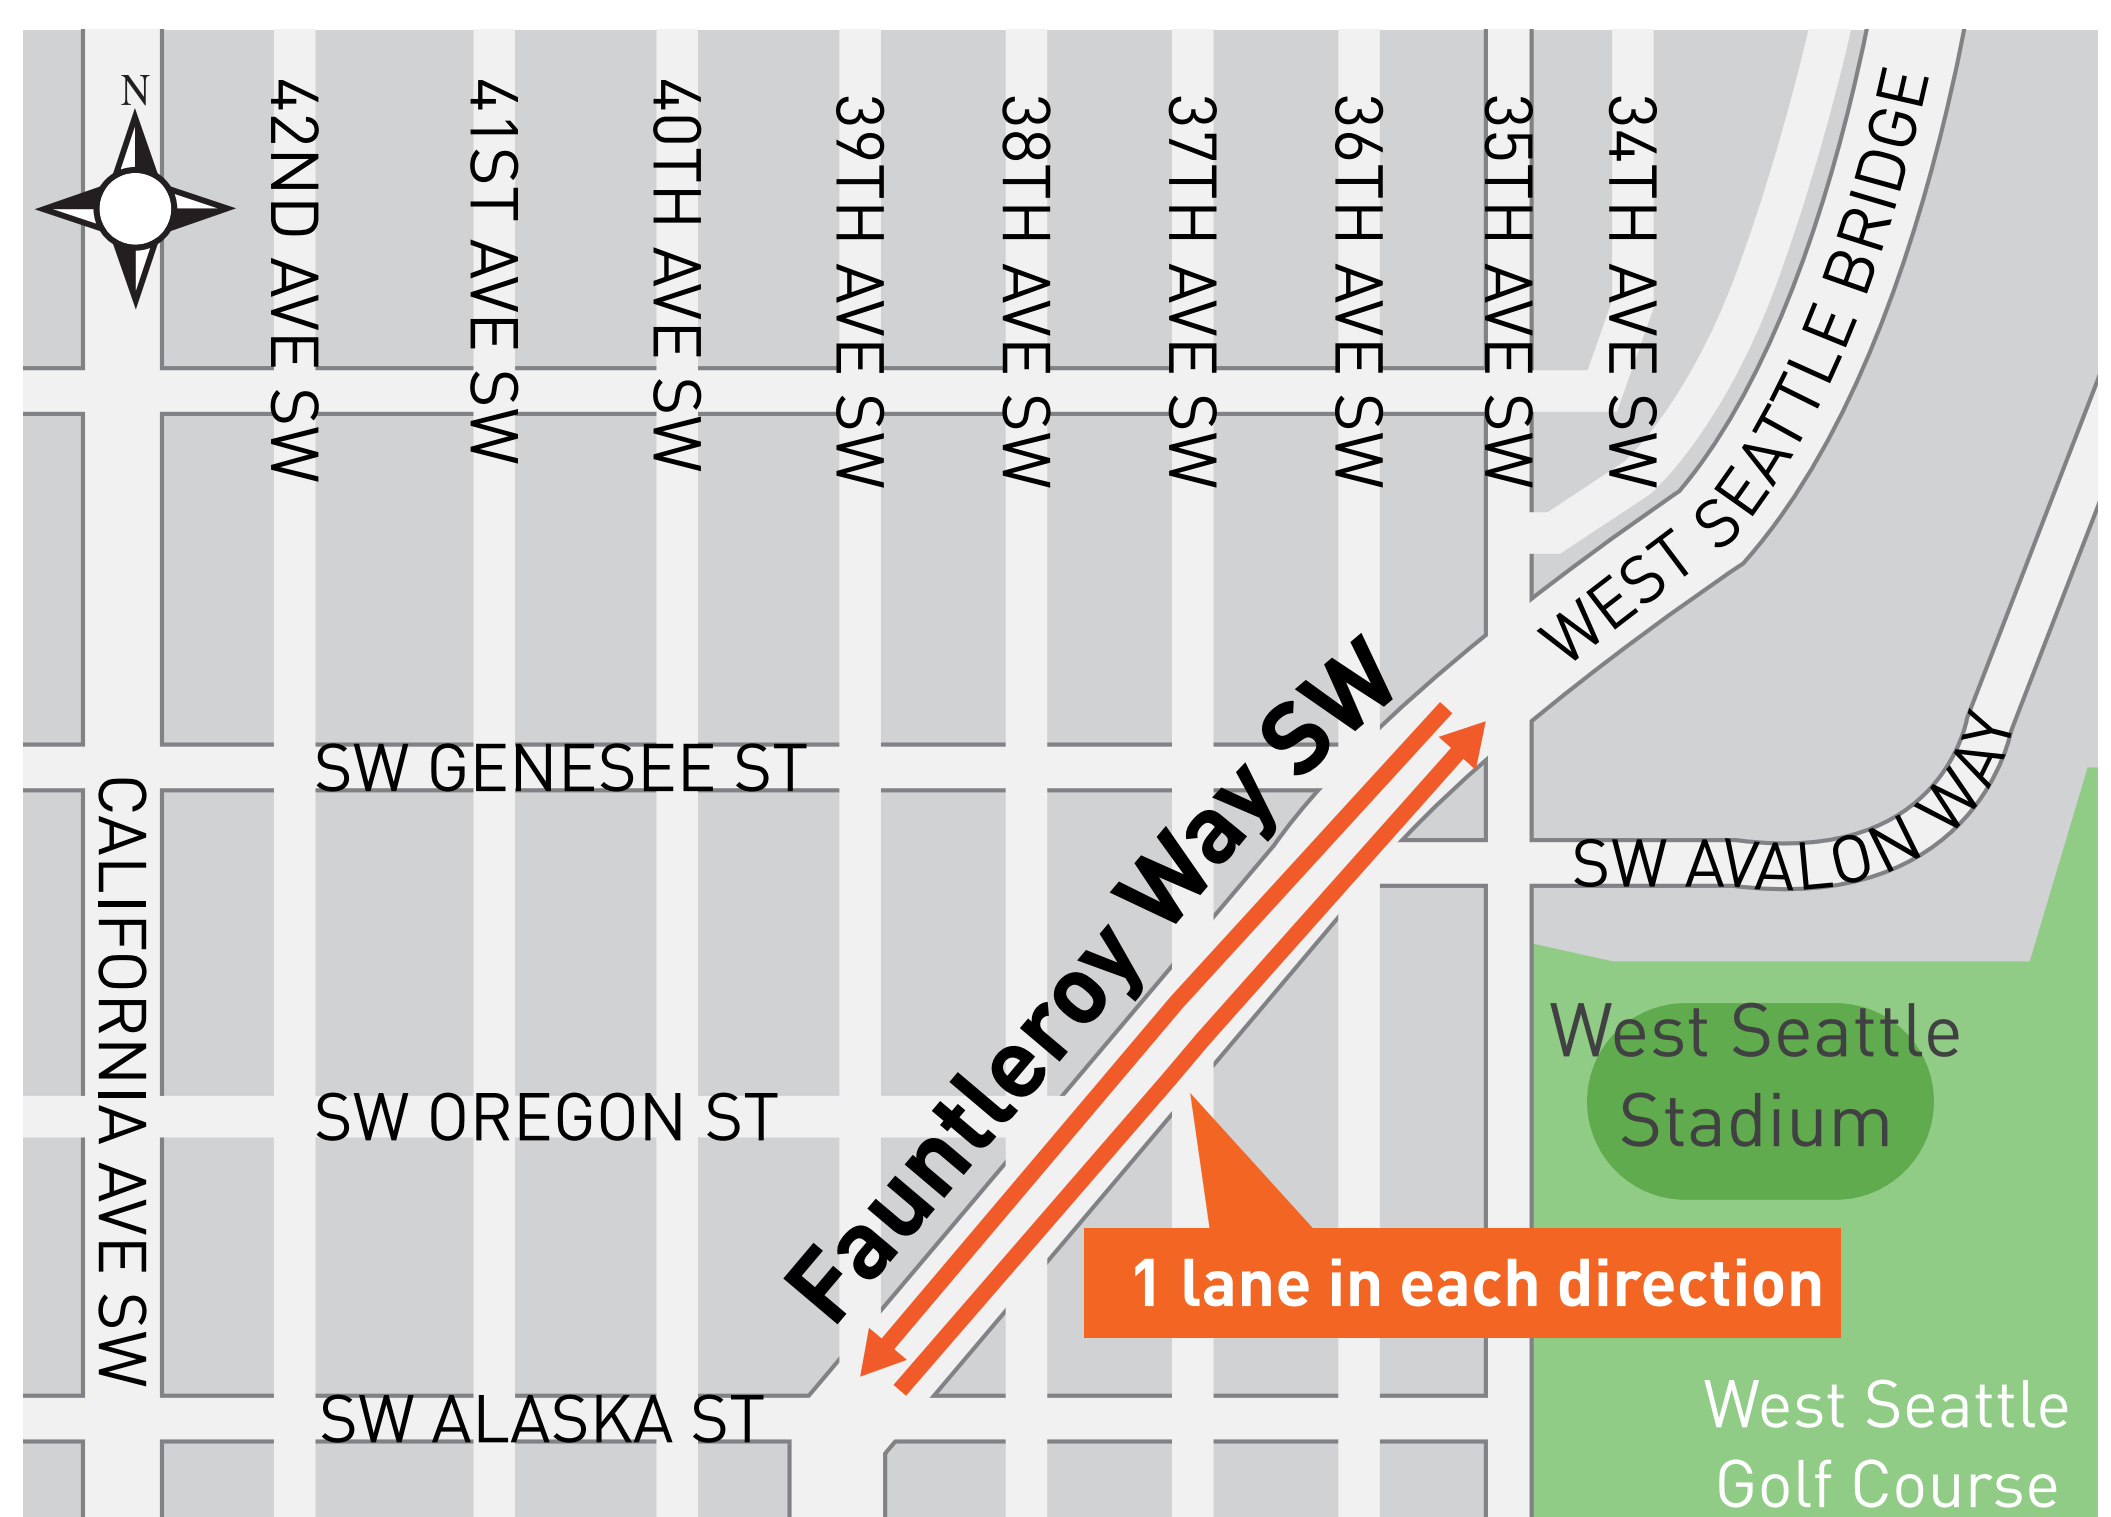 N
42ND AVE SW
41ST AVE SW
40TH AVE SW
39TH AVE SW
38TH AVE SW
37TH AVE SW
36TH AVE SW
35TH AVE SW
34TH AVE SW
WEST SEATTLE BRIDGE
Fauntleroy Way SW
SW GENESEE ST
CALIFORNIA AVE SW
SW AVALON WAY
West Seattle
Stadium
SW OREGON ST
1 lane in each direction
SW ALASKA ST
West Seattle
Golf Course